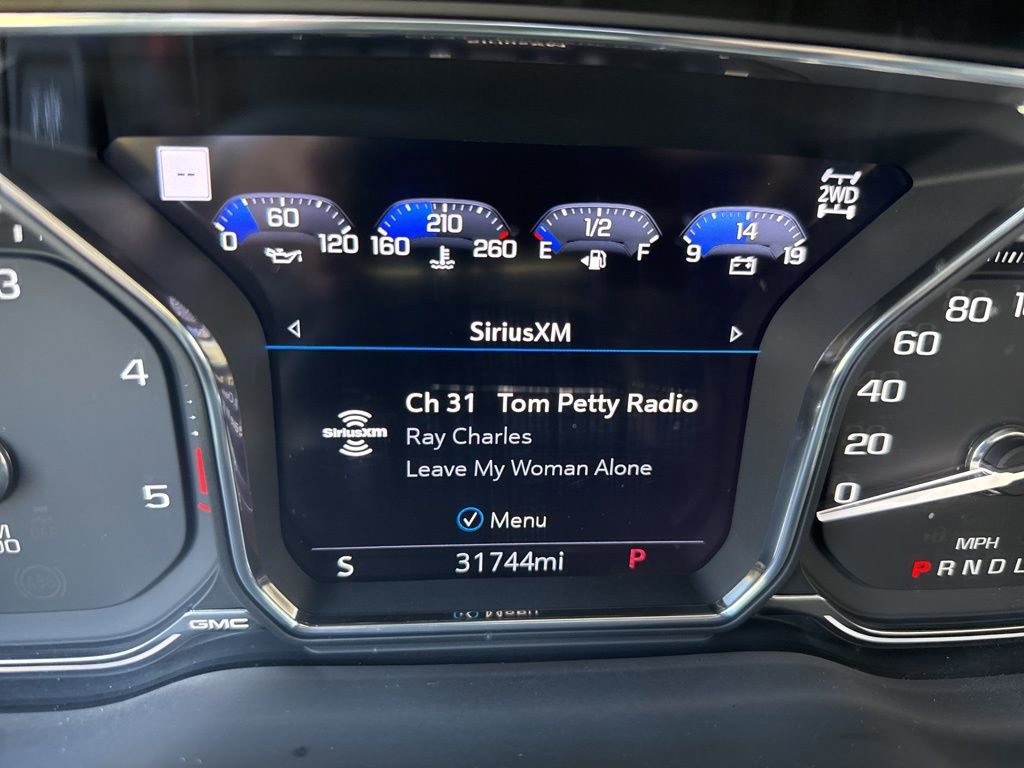 --
2WD
60
0 120
210
160 260
1/2
E F
14
9 19
SiriusXM
Ch 31 Tom Petty Radio
siriusxm
Ray Charles
Leave My Woman Alone
Menu
S 31744mi P
3
4
5
GMC
80
60
40
20
0
MPH
PRNDL